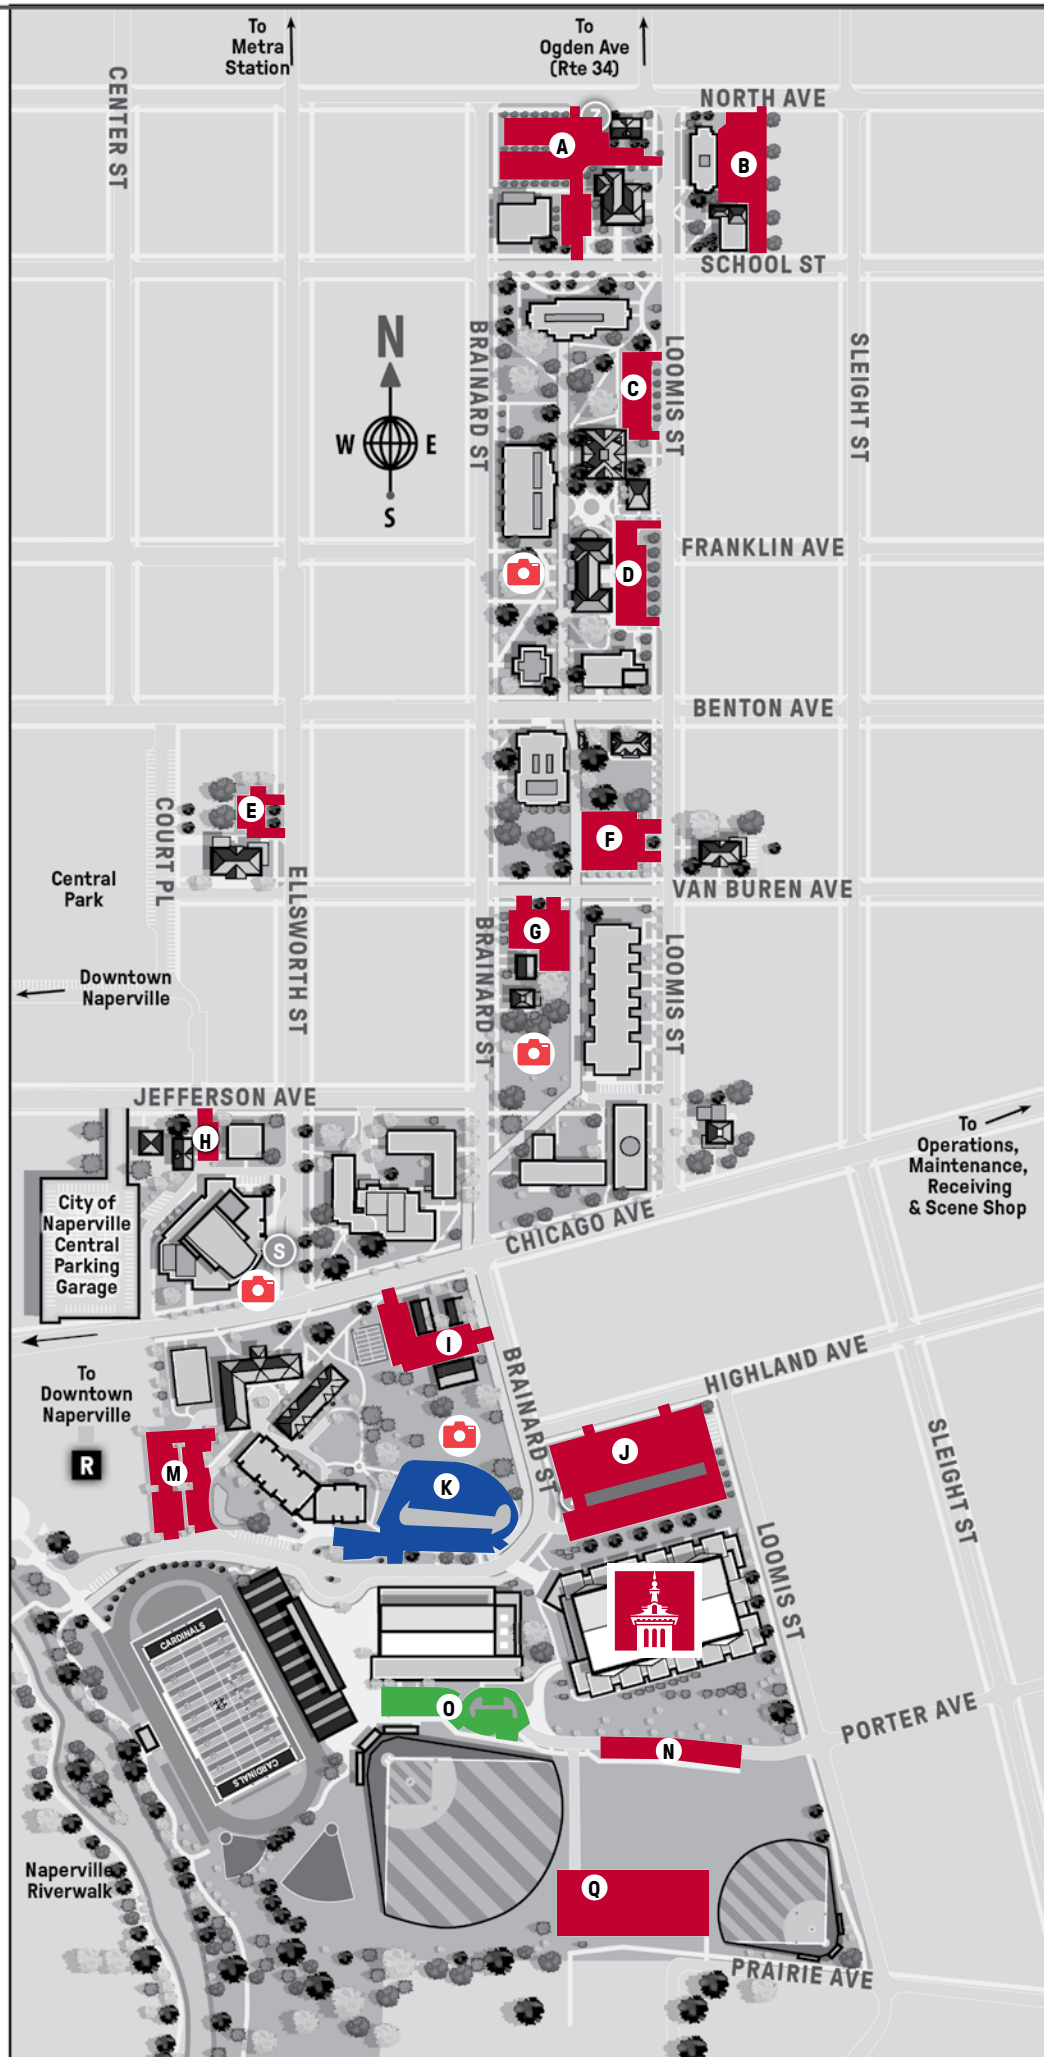 To
Metra
Station
To
Ogden Ave
(Rte 34)
CENTER ST
NORTH AVE
7
A
B
SCHOOL ST
N
W E
S
BRAINARD ST
LOOMIS ST
SLEIGHT ST
C
FRANKLIN AVE
D
BENTON AVE
COURT PL
E
F
Central
Park
ELLSWORTH ST
VAN BUREN AVE
G
BRAINARD ST
LOOMIS ST
Downtown
Naperville
JEFFERSON AVE
H
To
Operations,
Maintenance,
Receiving
& Scene Shop
City of
Naperville
Central
Parking
Garage
S
CHICAGO AVE
I
To
Downtown
Naperville
BRAINARD ST
HIGHLAND AVE
R
M
J
K
SLEIGHT ST
LOOMIS ST
CARDINALS
CARDINALS
O
N
PORTER AVE
Naperville
Riverwalk
Q
PRAIRIE AVE